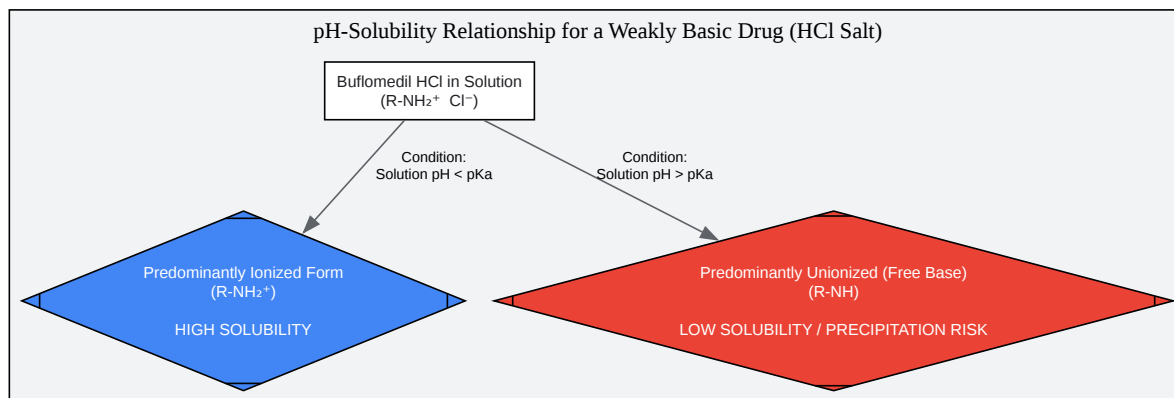 pH-Solubility Relationship for a Weakly Basic Drug (HCl Salt)
Buflomedil HCl in Solution
(R-NH₂⁺ Cl⁻)
Condition:
Solution pH < pKa
Condition:
Solution pH > pKa
Predominantly Ionized Form
(R-NH₂⁺)
HIGH SOLUBILITY
Predominantly Unionized (Free Base)
(R-NH)
LOW SOLUBILITY / PRECIPITATION RISK